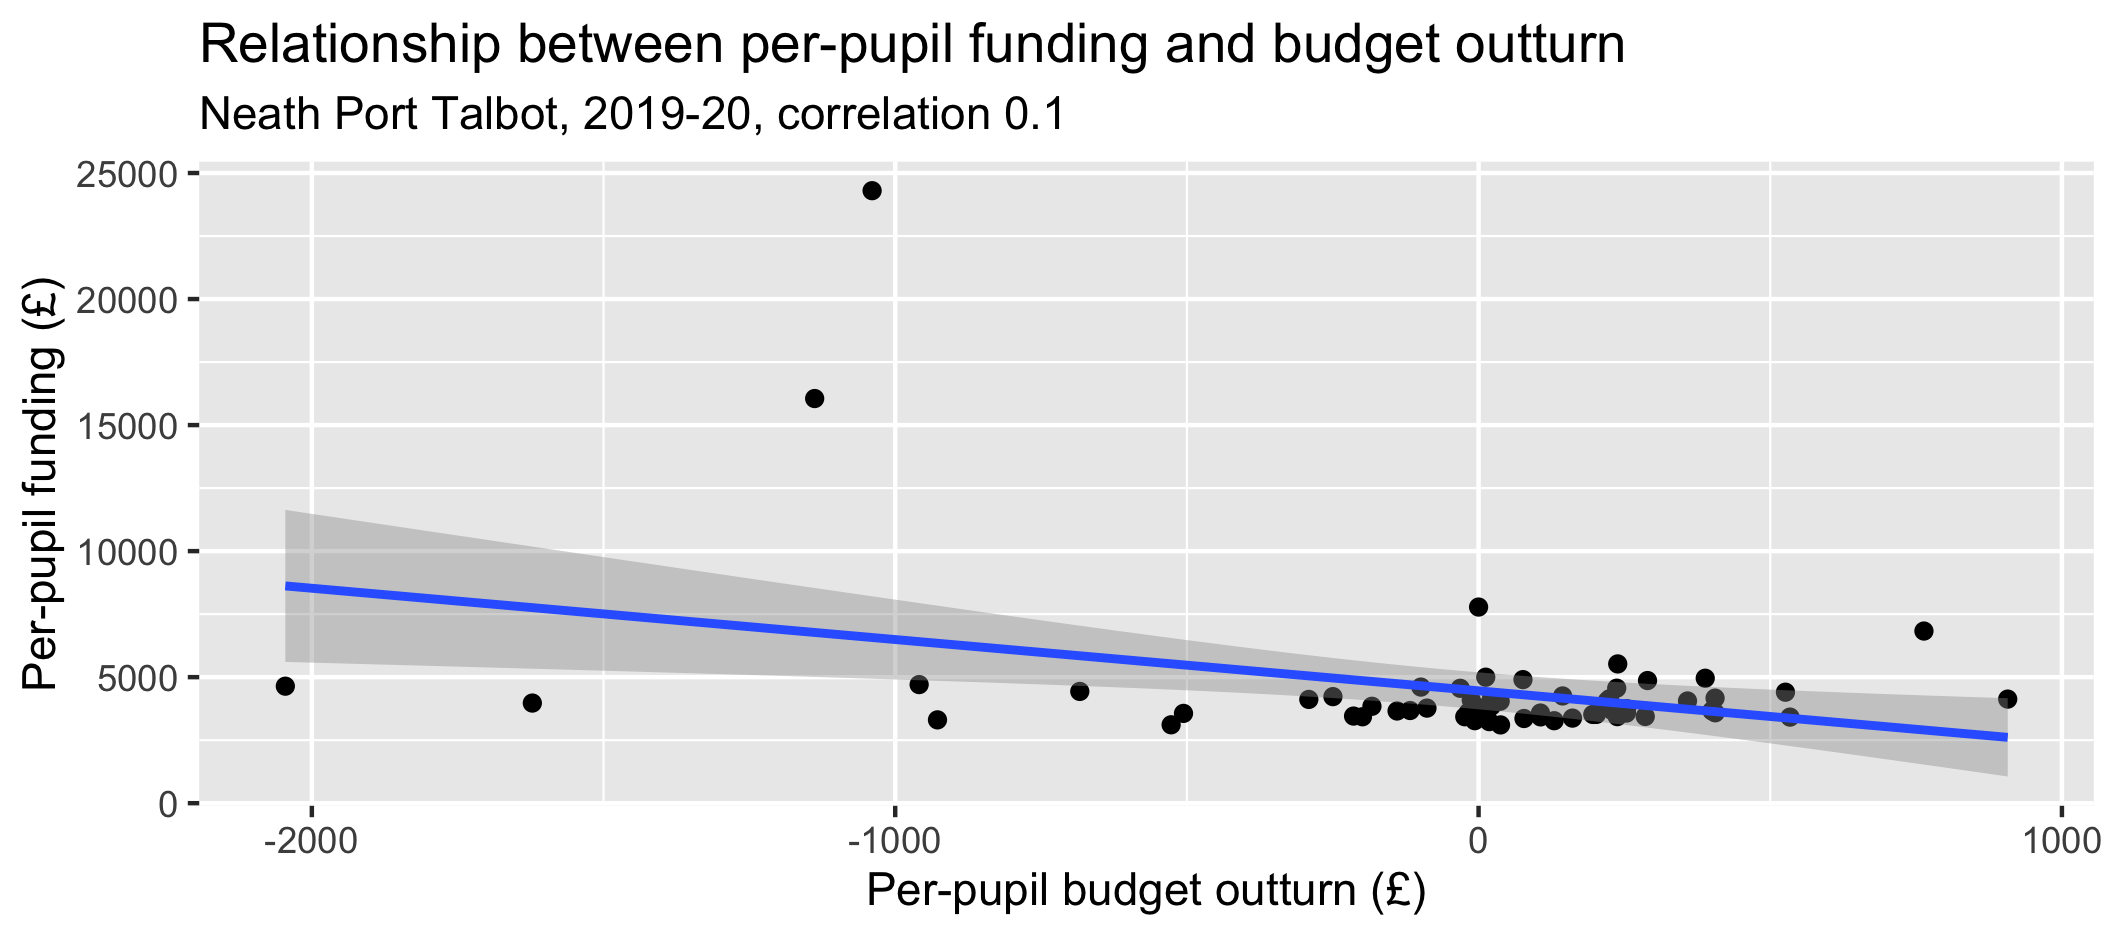 Relationship between per-pupil funding and budget outturn
Neath Port Talbot, 2019-20, correlation 0.1
Per-pupil funding (£)
25000
20000
15000
10000
5000
0
-2000
-1000
0
1000
Per-pupil budget outturn (£)